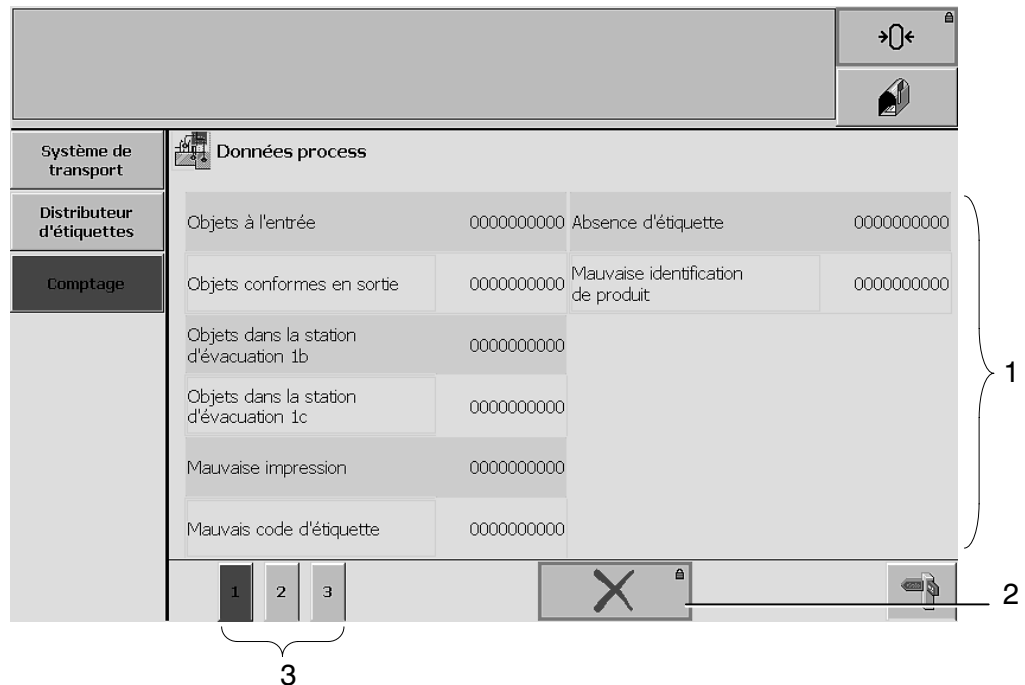 →0←
Système de
transport
Distributeur
d'étiquettes
Comptage
Données process
Objets à l'entrée 0000000000 Absence d'étiquette 0000000000
Objets conformes en sortie 0000000000 Mauvaise identification
de produit 0000000000
Objets dans la station
d'évacuation 1b 0000000000
Objets dans la station
d'évacuation 1c 0000000000
Mauvaise impression 0000000000
Mauvais code d'étiquette 0000000000
1 2 3
1
2
3